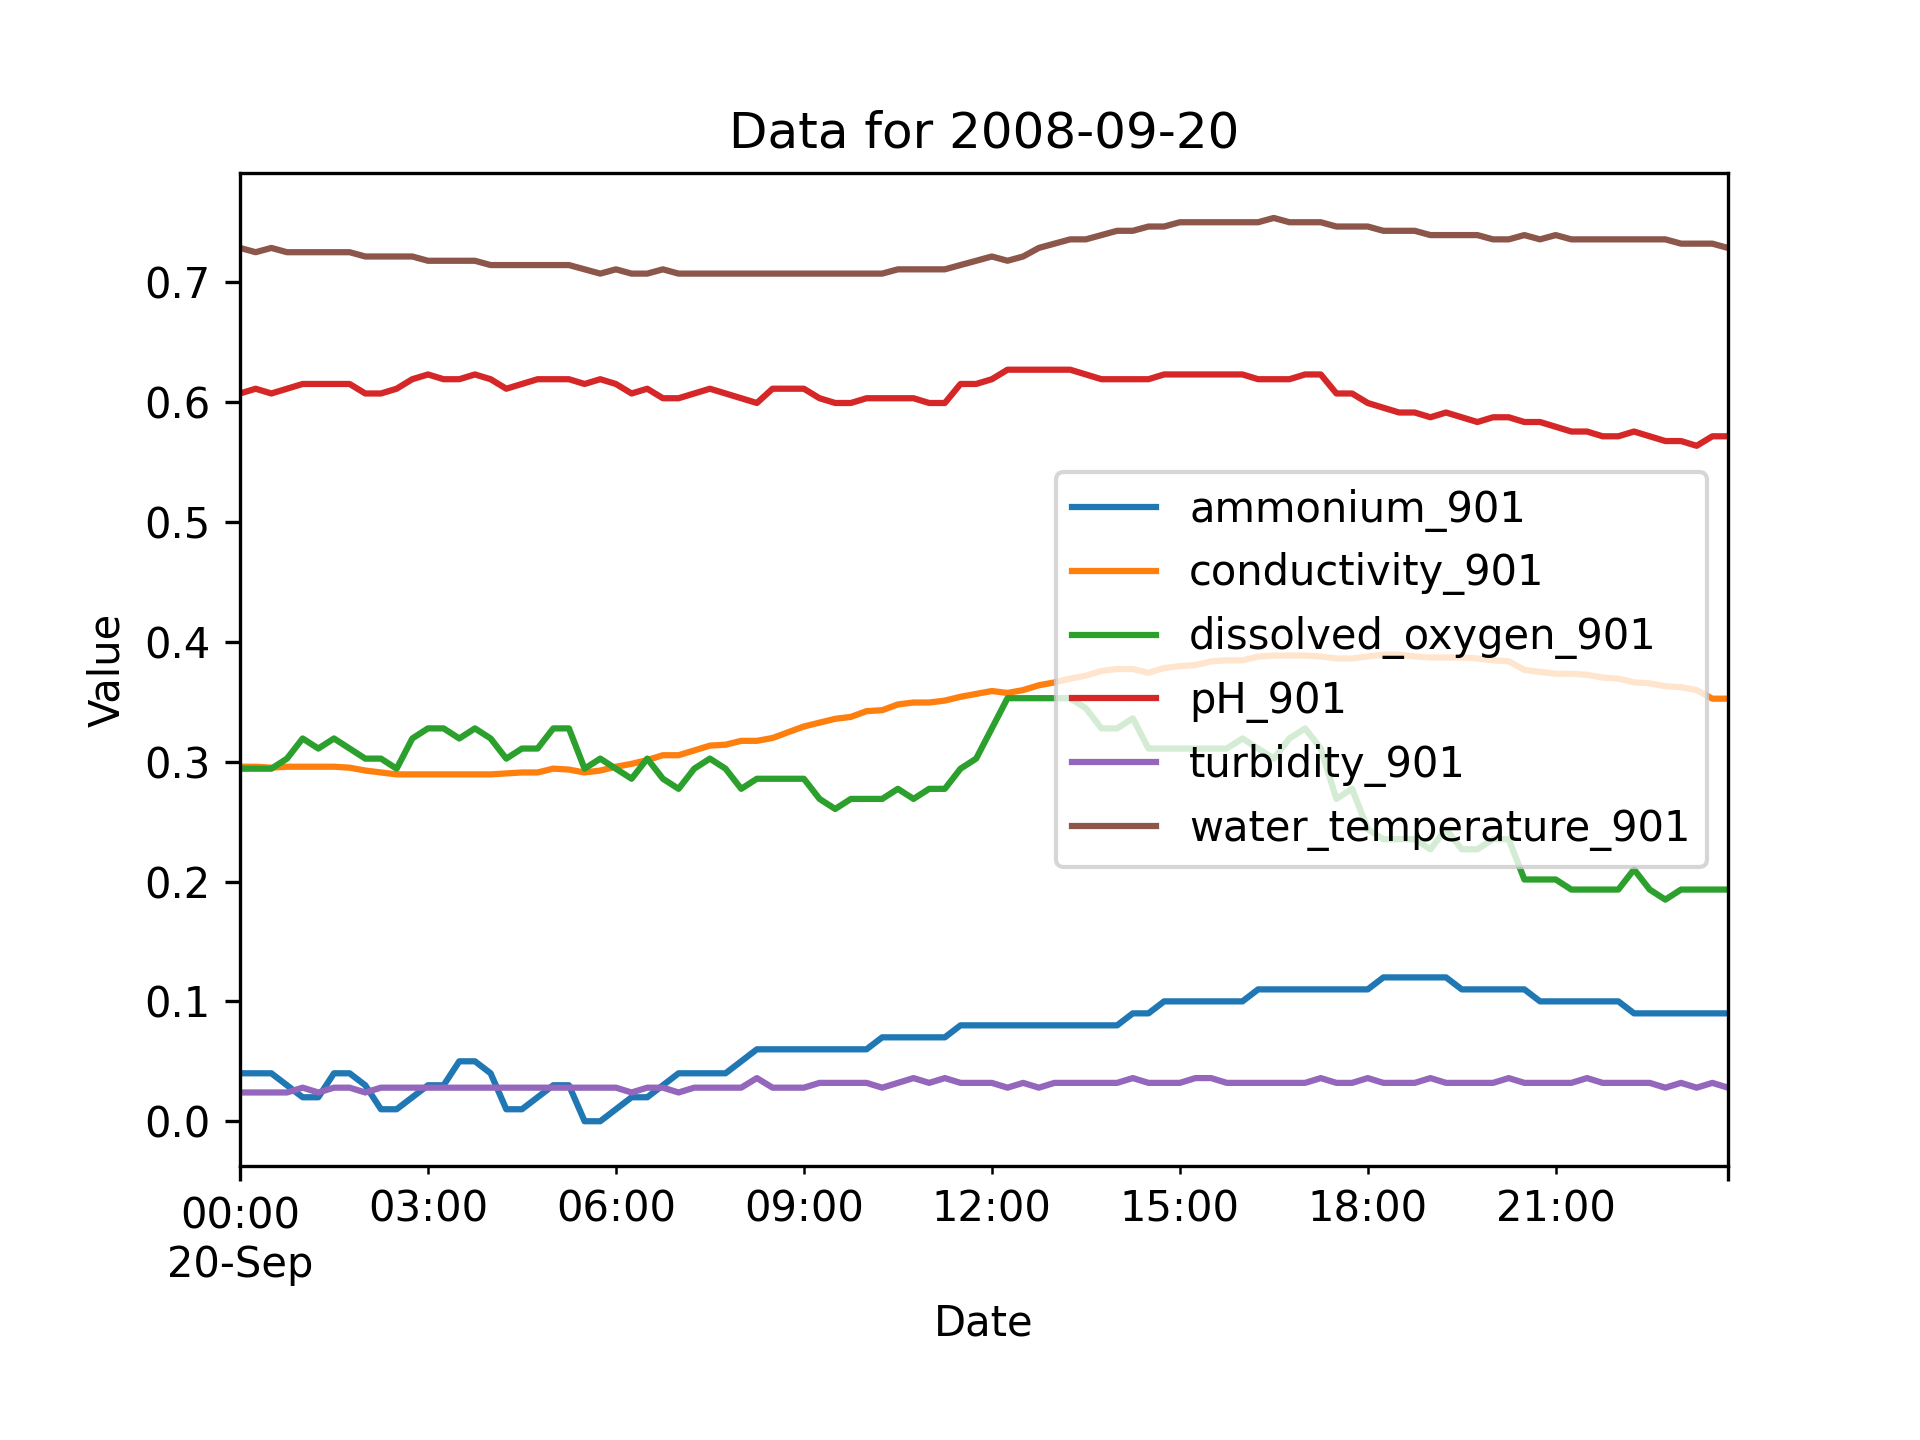 Data for 2008-09-20
Value
0.7
0.6
0.5
0.4
0.3
0.2
0.1
0.0
ammonium_901
conductivity_901
dissolved_oxygen_901
pH_901
turbidity_901
water_temperature_901
00:00 03:00 06:00 09:00 12:00 15:00 18:00 21:00
20-Sep
Date